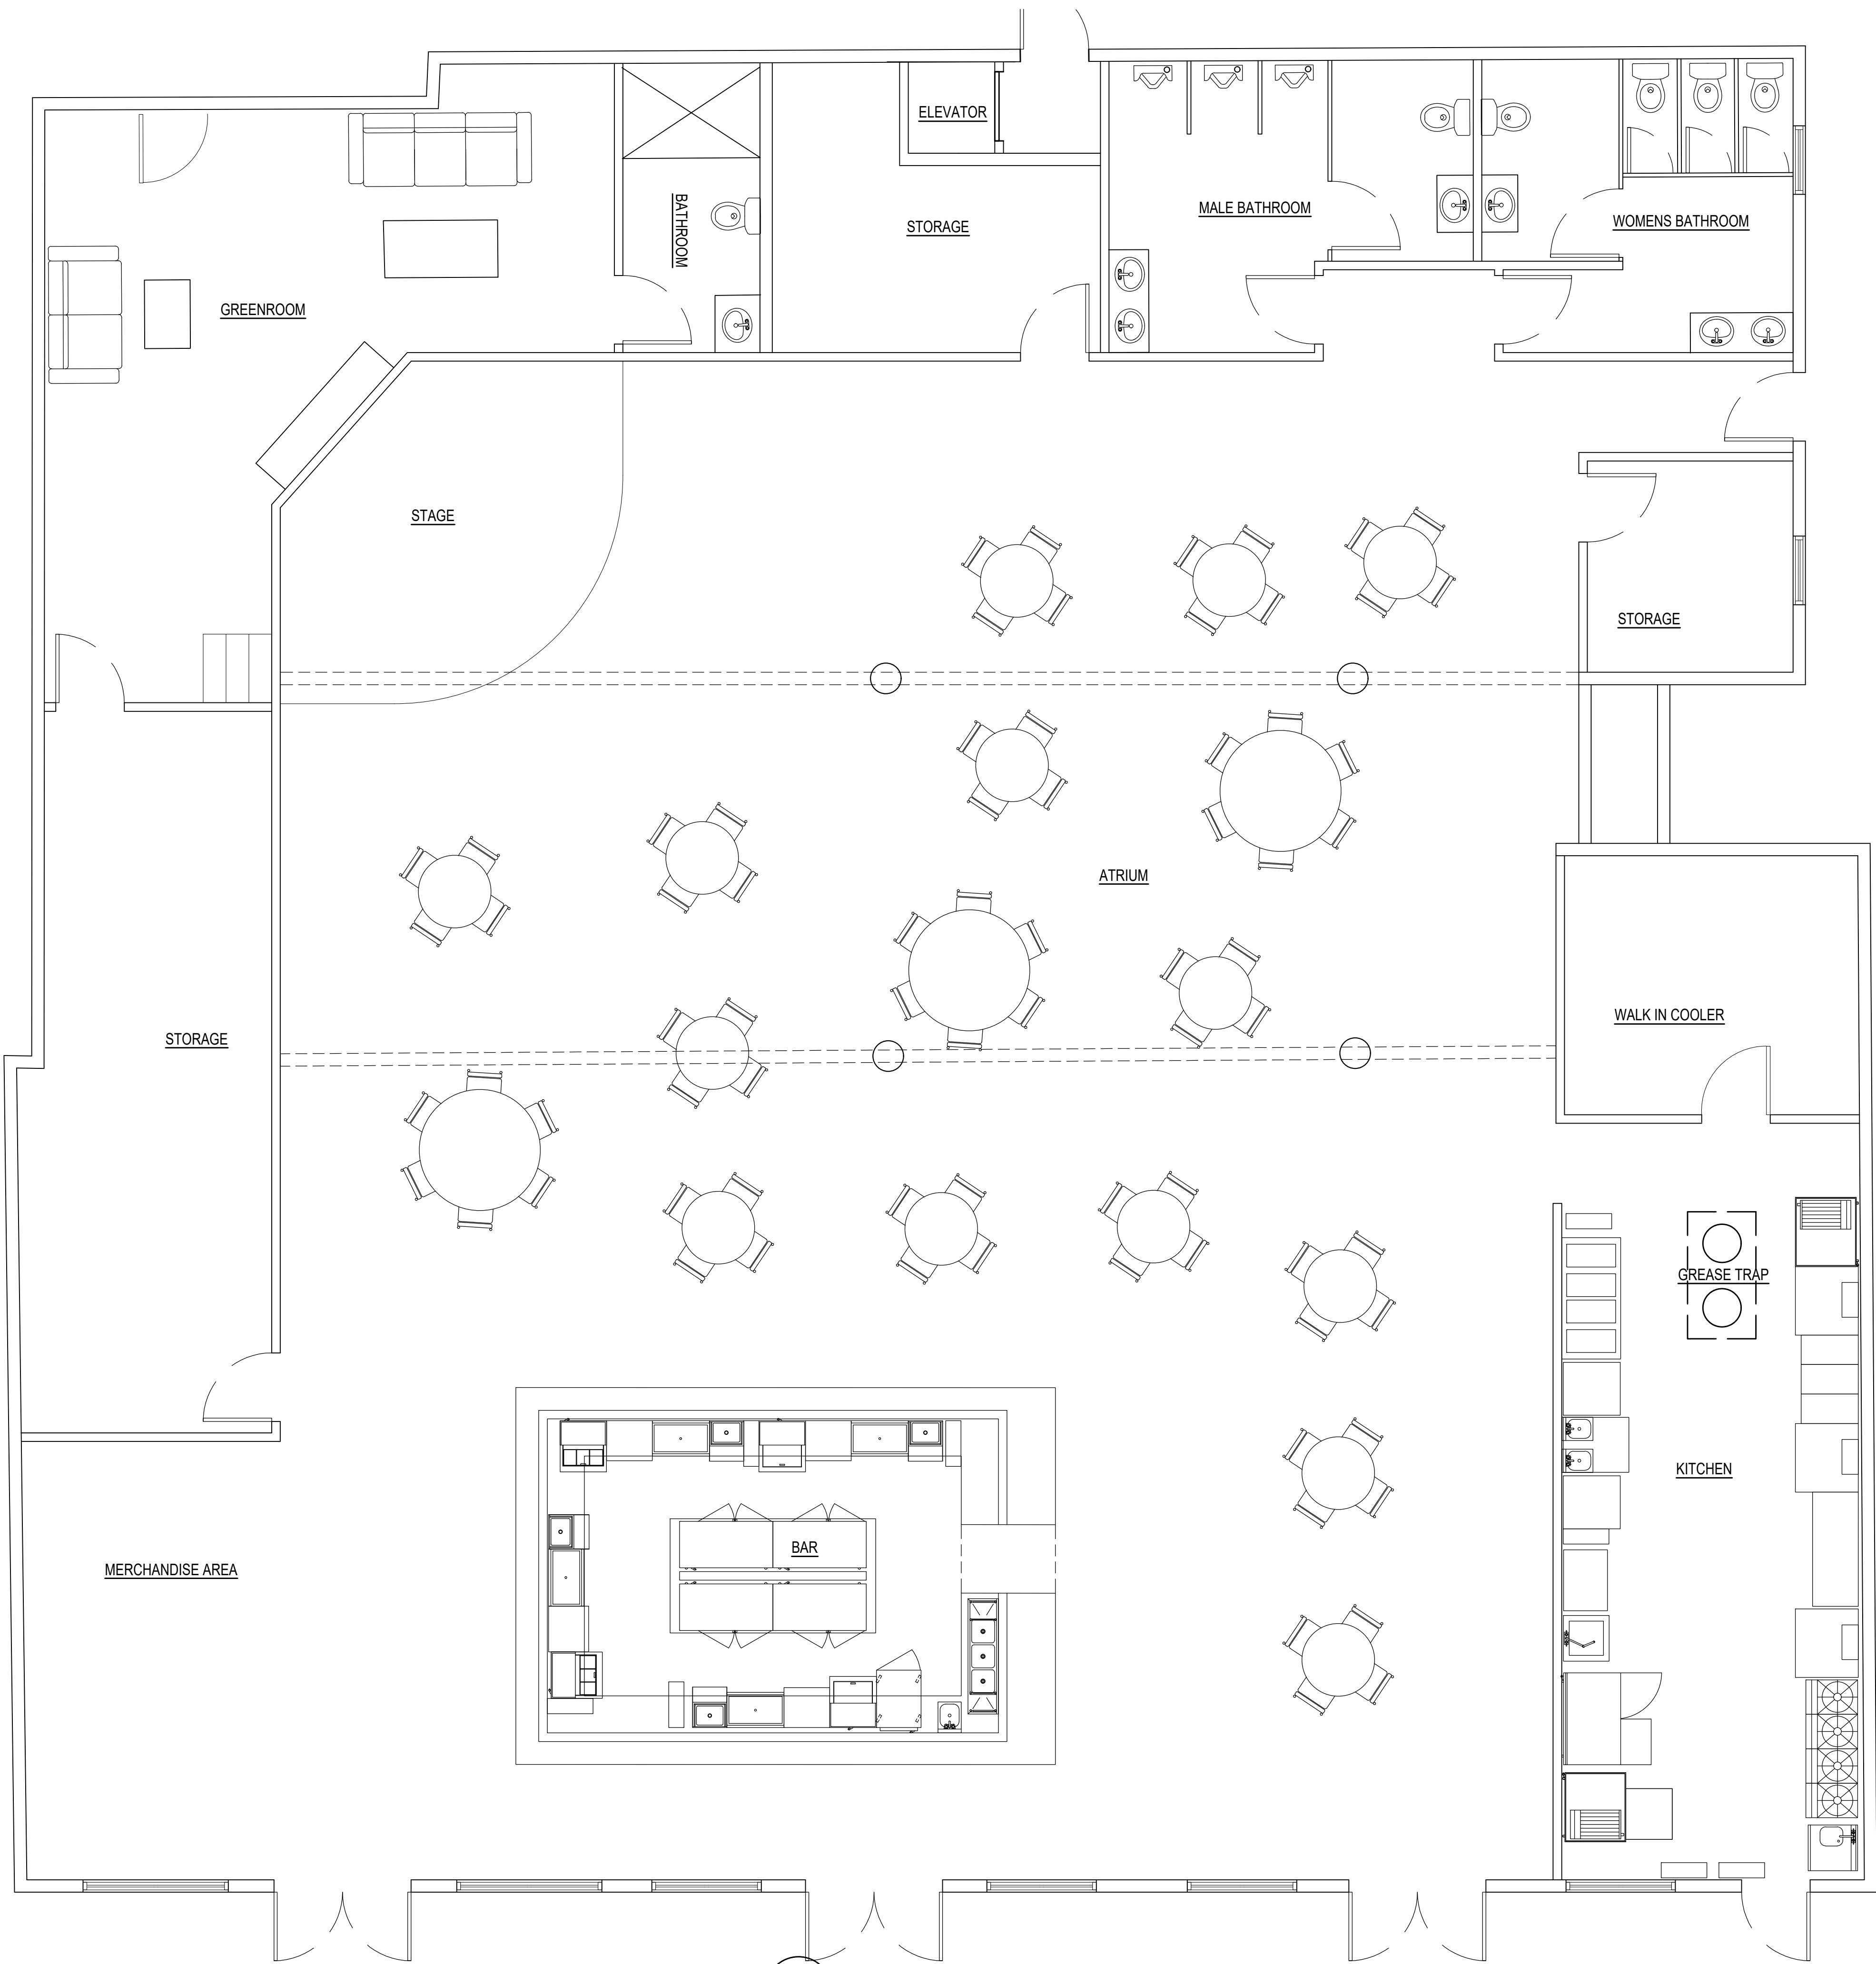 ELEVATOR
BATHROOM
STORAGE
MALE BATHROOM
WOMENS BATHROOM
GREENROOM
STAGE
STORAGE
ATRIUM
STORAGE
WALK IN COOLER
GREASE TRAP
KITCHEN
BAR
MERCHANDISE AREA